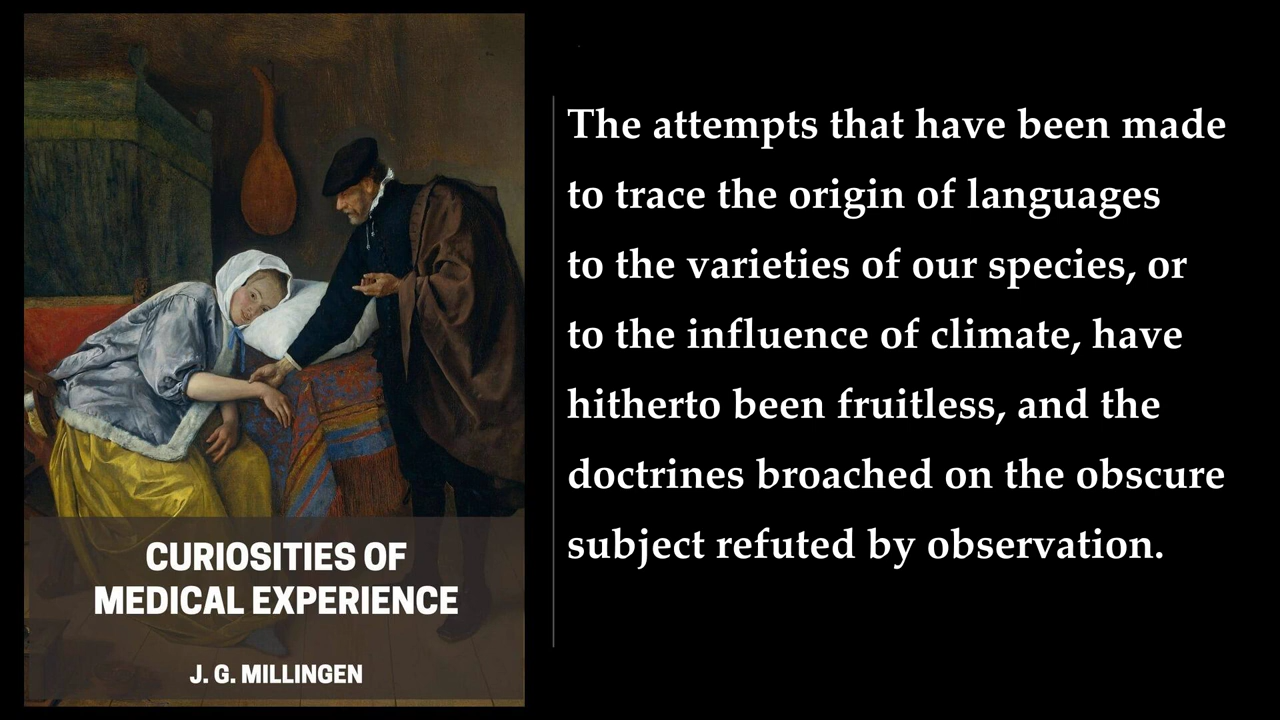 CURIOSITIES OF
MEDICAL EXPERIENCE
J. G. MILLINGEN
The attempts that have been made
to trace the origin of languages
to the varieties of our species, or
to the influence of climate, have
hitherto been fruitless, and the
doctrines broached on the obscure
subject refuted by observation.